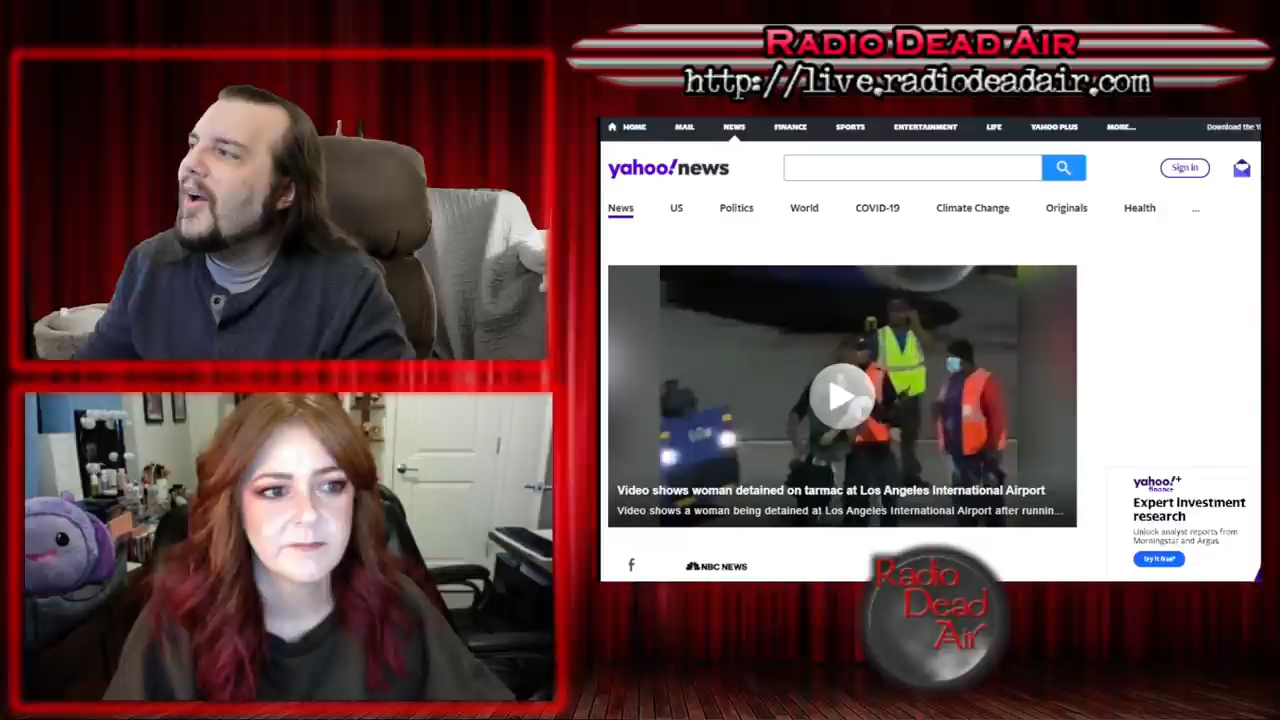 Radio Dead Air
http://live.radiodeadair.com
HOME MAIL NEWS FINANCE SPORTS ENTERTAINMENT LIFE YAHOO PLUS MORE... Download the Y
yahoo!news
Sign in
News US Politics World COVID-19 Climate Change Originals Health ...
Video shows woman detained on tarmac at Los Angeles International Airport
Video shows a woman being detained at Los Angeles International Airport after runnin...
yahoo!+
finance
Expert investment
research
Unlock analyst reports from
Morningstar and Argus.
Try it free*
f
NBC NEWS
Radio
Dead
Air